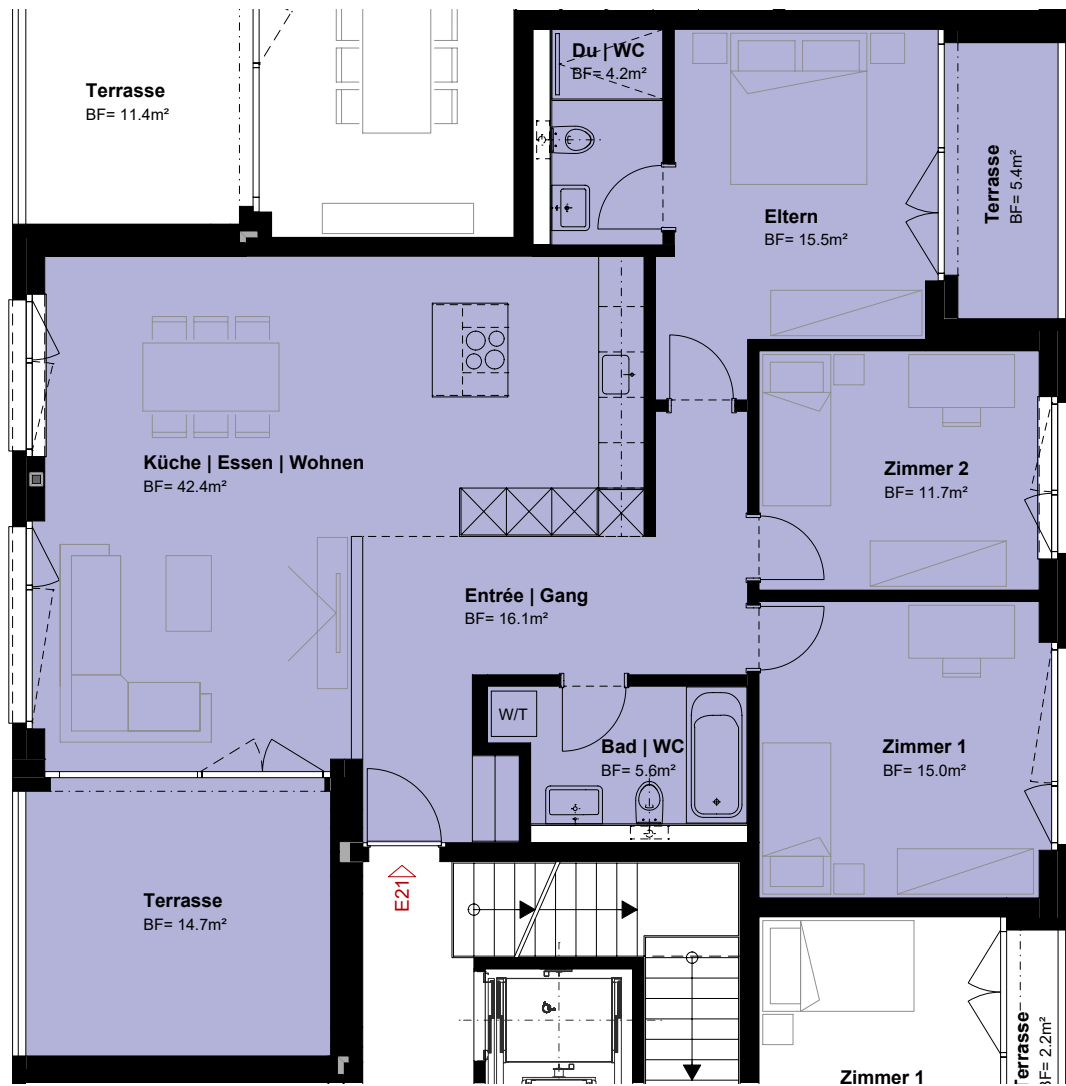 Terrasse
BF= 11.4m²
Du | WC
BF= 4.2m²
Terrasse
BF= 5.4m²
Eltern
BF= 15.5m²
Küche | Essen | Wohnen
BF= 42.4m²
Zimmer 2
BF= 11.7m²
Entrée | Gang
BF= 16.1m²
W/T
Bad | WC
BF= 5.6m²
Zimmer 1
BF= 15.0m²
Terrasse
BF= 14.7m²
E21
Zimmer 1
Terrasse
BF= 2.2m²